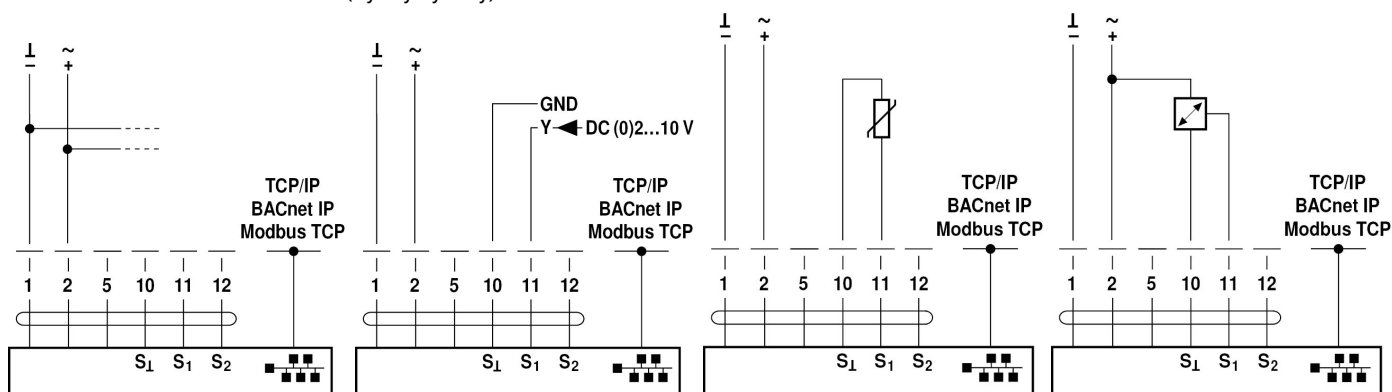 ⊥ ~
– +
TCP/IP
BACnet IP
Modbus TCP
1 2 5 10 11 12
S⊥ S1 S2
⊥ ~
– +
GND
Y DC (0)2...10 V
TCP/IP
BACnet IP
Modbus TCP
1 2 5 10 11 12
S⊥ S1 S2
⊥ ~
– +
TCP/IP
BACnet IP
Modbus TCP
1 2 5 10 11 12
S⊥ S1 S2
⊥ ~
– +
TCP/IP
BACnet IP
Modbus TCP
1 2 5 10 11 12
S⊥ S1 S2